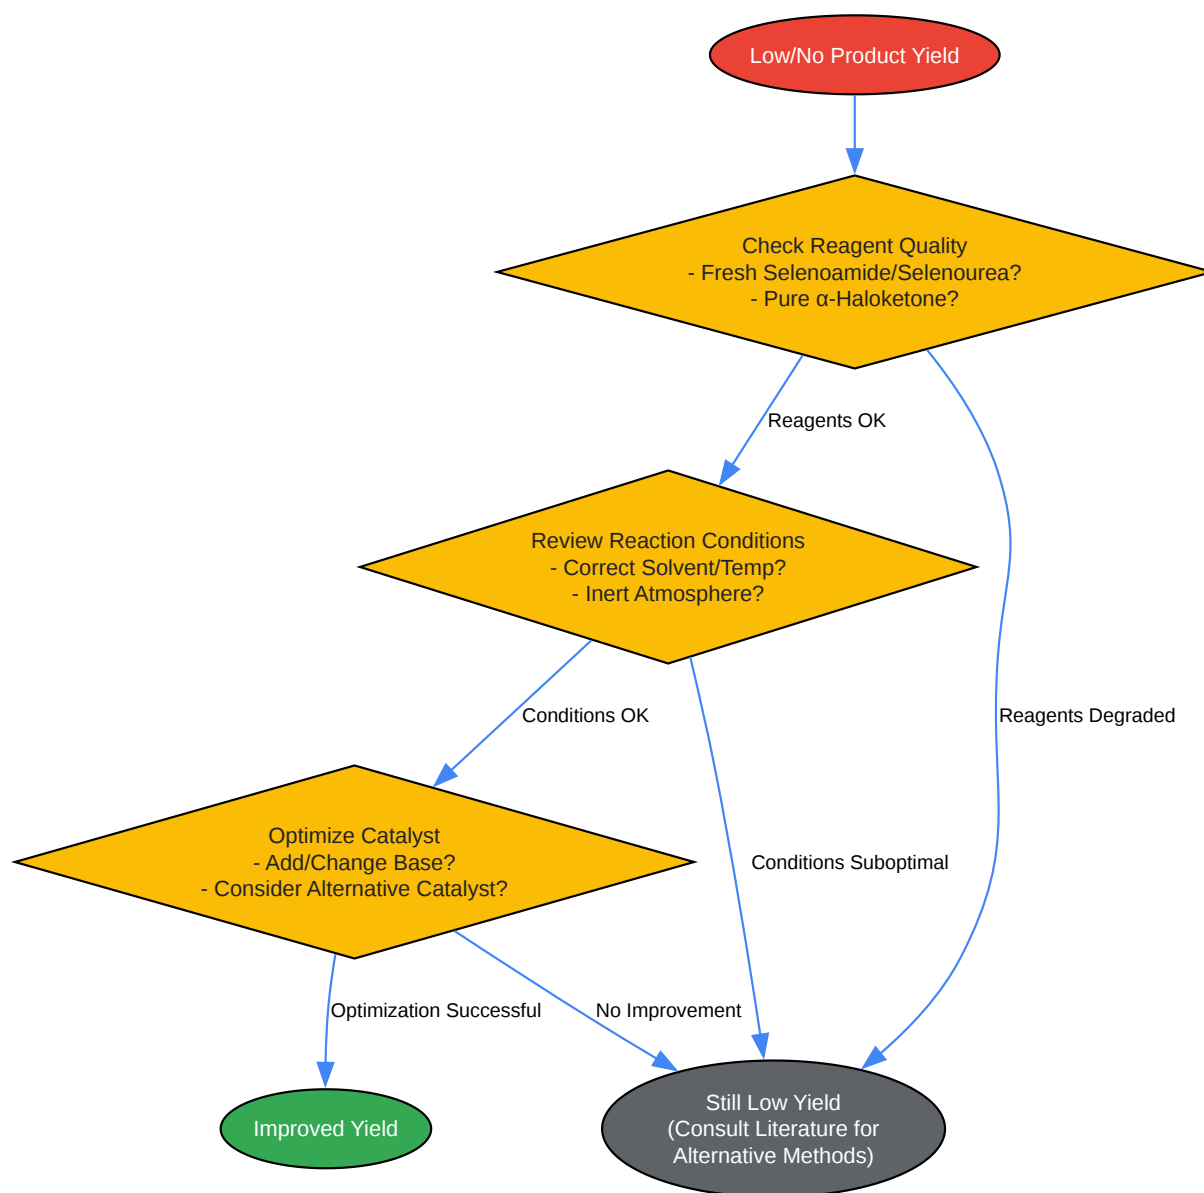 Low/No Product Yield
Check Reagent Quality
- Fresh Selenoamide/Selenourea?
- Pure α-Haloketone?
Reagents OK
Review Reaction Conditions
- Correct Solvent/Temp?
- Inert Atmosphere?
Conditions OK
Reagents Degraded
Optimize Catalyst
- Add/Change Base?
- Consider Alternative Catalyst?
Conditions Suboptimal
Optimization Successful
No Improvement
Improved Yield
Still Low Yield
(Consult Literature for
Alternative Methods)